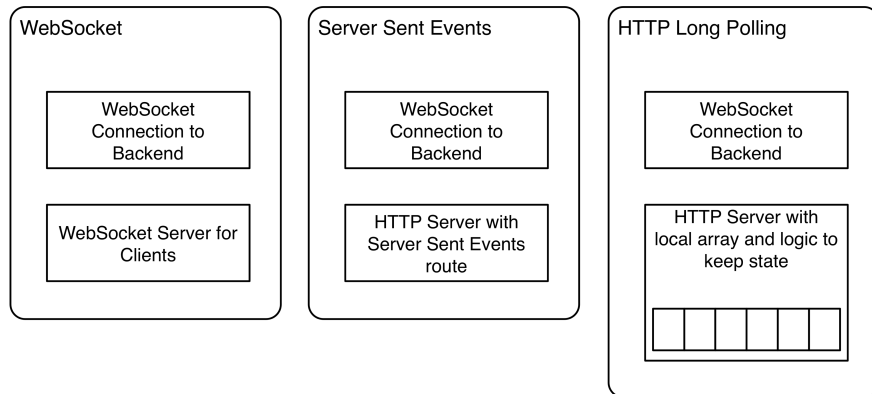 WebSocket
WebSocket
Connection to
Backend
WebSocket Server for
Clients
Server Sent Events
WebSocket
Connection to
Backend
HTTP Server with
Server Sent Events
route
HTTP Long Polling
WebSocket
Connection to
Backend
HTTP Server with
local array and logic to
keep state